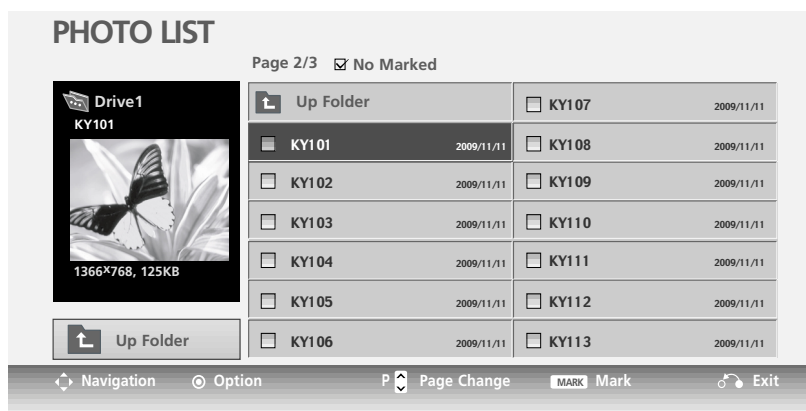 PHOTO LIST
Page 2/3 No Marked
Drive1
KY101
1366x768, 125KB
Up Folder
Up Folder
KY101 2009/11/11
KY102 2009/11/11
KY103 2009/11/11
KY104 2009/11/11
KY105 2009/11/11
KY106 2009/11/11
KY107 2009/11/11
KY108 2009/11/11
KY109 2009/11/11
KY110 2009/11/11
KY111 2009/11/11
KY112 2009/11/11
KY113 2009/11/11
Navigation Option P Page Change MARK Mark Exit